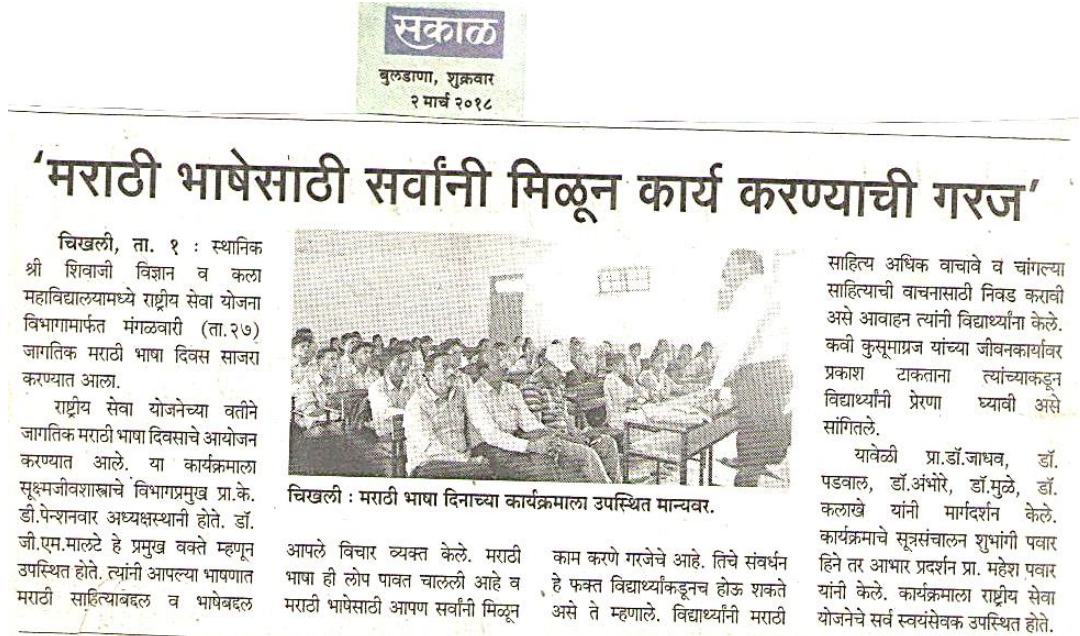 सकाळ
बुलडाणा, शुक्रवार
२ मार्च २०१८
‘मराठी भाषेसाठी सर्वांनी मिळून कार्य करण्याची गरज’
चिखली, ता. १ : स्थानिक
श्री शिवाजी विज्ञान व कला
महाविद्यालयामध्ये राष्ट्रीय सेवा योजना
विभागामार्फत मंगळवारी (ता.२७)
जागतिक मराठी भाषा दिवस साजरा
करण्यात आला.
राष्ट्रीय सेवा योजनेच्या वतीने
जागतिक मराठी भाषा दिवसाचे आयोजन
करण्यात आले. या कार्यक्रमाला
सूक्ष्मजीवशास्त्राचे विभागप्रमुख प्रा.के.
डी.पेन्शनवार अध्यक्षस्थानी होते. डॉ.
जी.एम.मालटे हे प्रमुख वक्ते म्हणून
उपस्थित होते. त्यांनी आपल्या भाषणात
मराठी साहित्याबद्दल व भाषेबद्दल
चिखली : मराठी भाषा दिनाच्या कार्यक्रमाला उपस्थित मान्यवर.
आपले विचार व्यक्त केले. मराठी
भाषा ही लोप पावत चालली आहे व
मराठी भाषेसाठी आपण सर्वांनी मिळून
काम करणे गरजेचे आहे. तिचे संवर्धन
हे फक्त विद्यार्थ्यांकडूनच होऊ शकते
असे ते म्हणाले. विद्यार्थ्यांनी मराठी
साहित्य अधिक वाचावे व चांगल्या
साहित्याची वाचनासाठी निवड करावी
असे आवाहन त्यांनी विद्यार्थ्यांना केले.
कवी कुसूमाग्रज यांच्या जीवनकार्यावर
प्रकाश टाकताना त्यांच्याकडून
विद्यार्थ्यांनी प्रेरणा घ्यावी असे
सांगितले.
यावेळी प्रा.डॉ.जाधव, डॉ.
पडवाल, डॉ.अंभोरे, डॉ.मुळे, डॉ.
कलाखे यांनी मार्गदर्शन केले.
कार्यक्रमाचे सूत्रसंचालन शुभांगी पवार
हिने तर आभार प्रदर्शन प्रा. महेश पवार
यांनी केले. कार्यक्रमाला राष्ट्रीय सेवा
योजनेचे सर्व स्वयंसेवक उपस्थित होते.